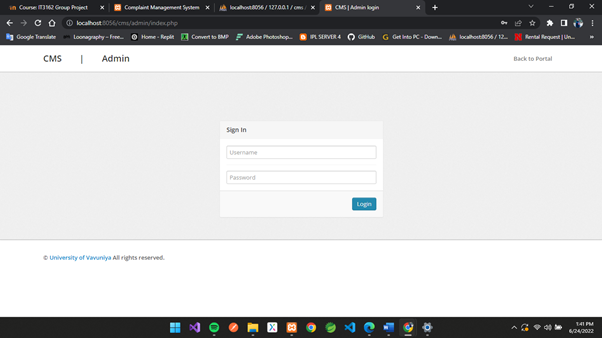 Course: IT3162 Group Project
Complaint Management System
localhost:8056 / 127.0.0.1 / cms
CMS | Admin login
localhost:8056/cms/admin/index.php
Google Translate
Loonagraphy – Free...
Home - Replit
Convert to BMP
Adobe Photoshop...
IPL SERVER 4
GitHub
Get Into PC - Down...
localhost:8056 / 12...
Rental Request | Un...
»
CMS | Admin
Back to Portal
Sign In
Username
Password
Login
© University of Vavuniya All rights reserved.
1:41 PM
6/24/2022